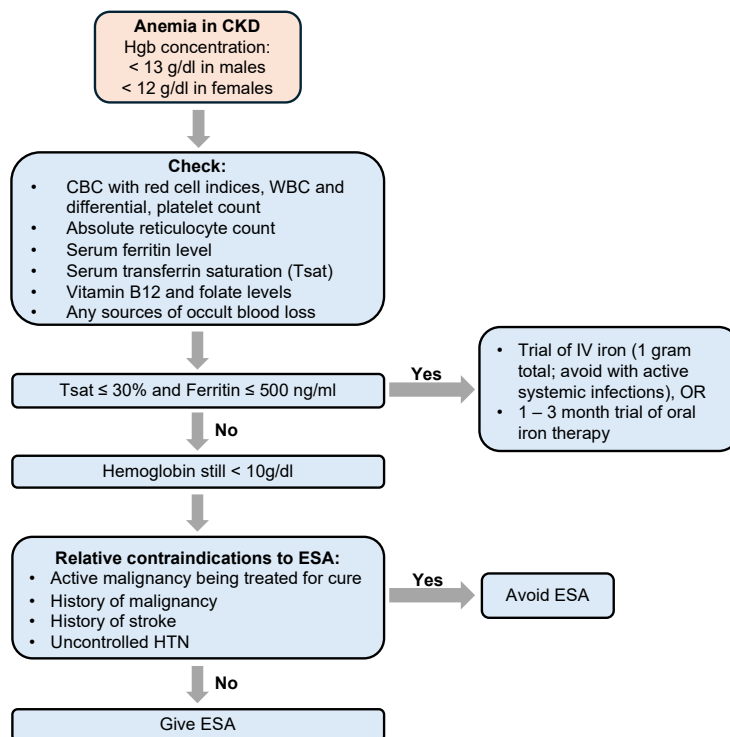 Anemia in CKD
Hgb concentration:
< 13 g/dl in males
< 12 g/dl in females
Check:
• CBC with red cell indices, WBC and
differential, platelet count
• Absolute reticulocyte count
• Serum ferritin level
• Serum transferrin saturation (Tsat)
• Vitamin B12 and folate levels
• Any sources of occult blood loss
Tsat ≤ 30% and Ferritin ≤ 500 ng/ml
Yes
• Trial of IV iron (1 gram
total; avoid with active
systemic infections), OR
• 1 – 3 month trial of oral
iron therapy
No
Hemoglobin still < 10g/dl
Relative contraindications to ESA:
• Active malignancy being treated for cure
• History of malignancy
• History of stroke
• Uncontrolled HTN
Yes
Avoid ESA
No
Give ESA